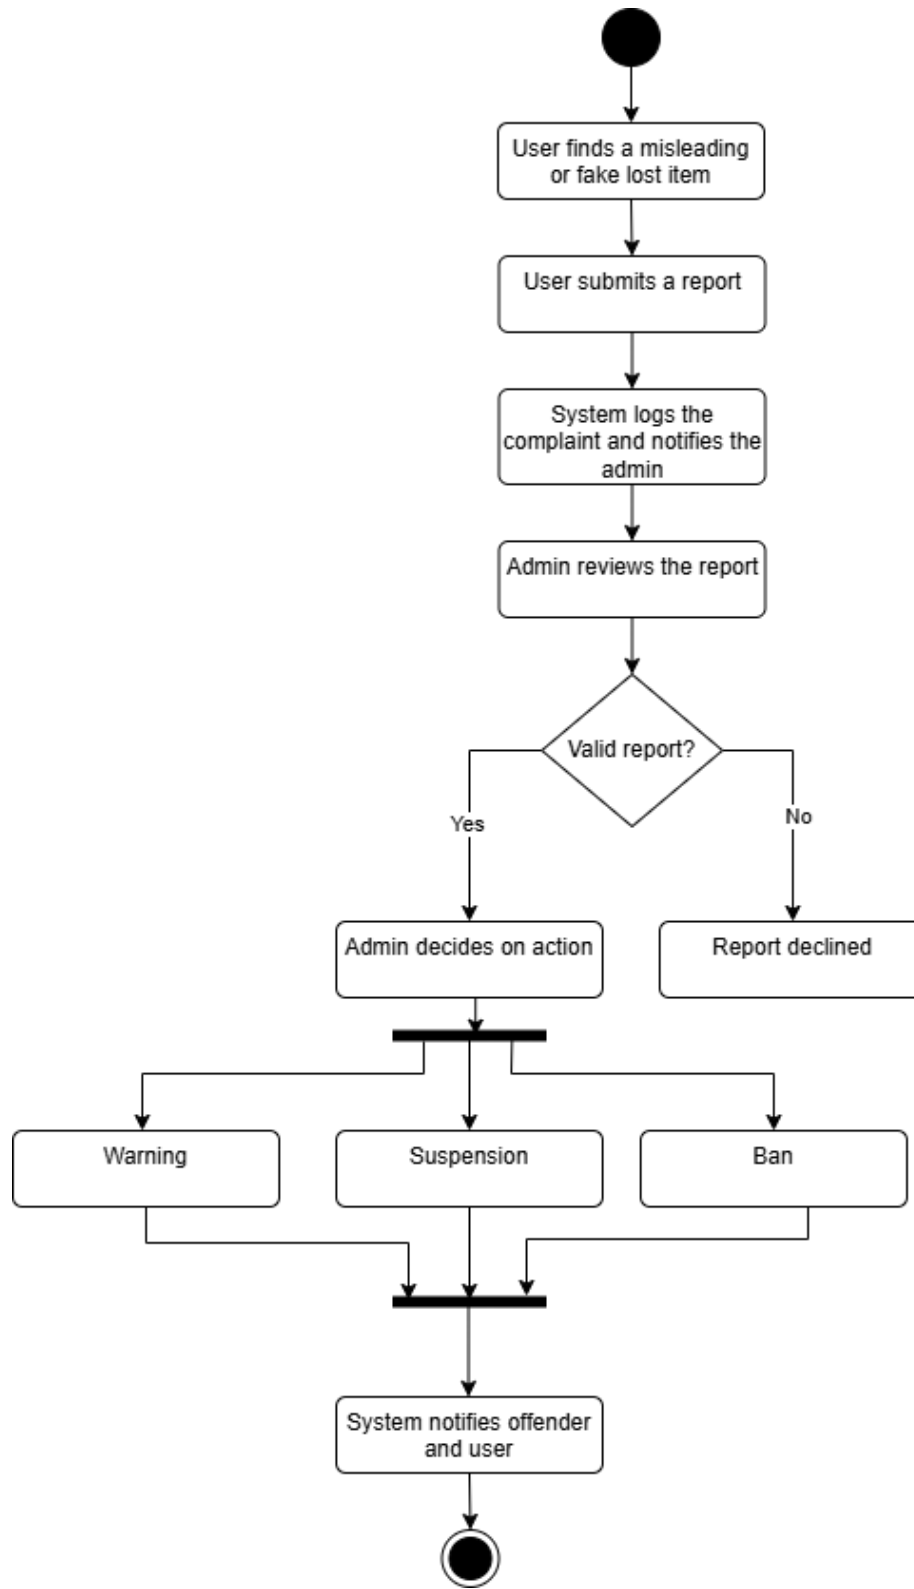 User finds a misleading
or fake lost item
User submits a report
System logs the
complaint and notifies the
admin
Admin reviews the report
Valid report?
Yes
No
Admin decides on action
Report declined
Warning
Suspension
Ban
System notifies offender
and user